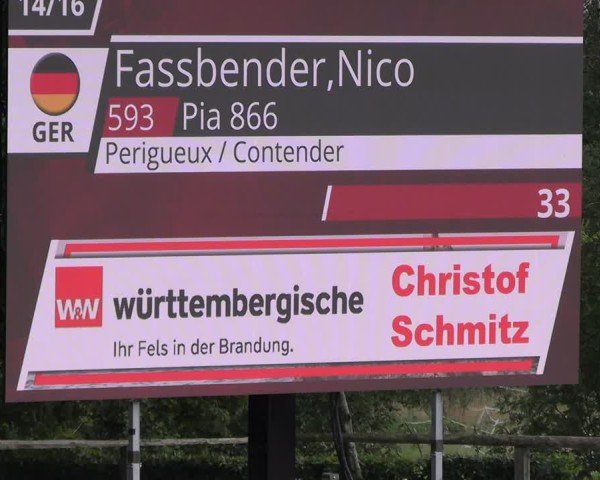 14/16
Fassbender,Nico
GER
593 Pia 866
Perigueux / Contender
33
W&W württembergische
Ihr Fels in der Brandung.
Christof
Schmitz